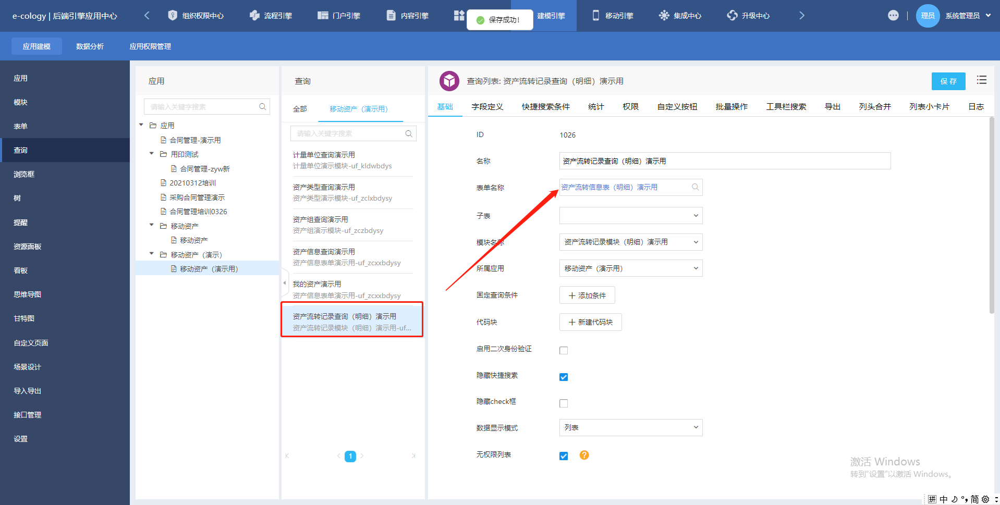 e-cology | 后端引擎应用中心
组织权限中心
流程引擎
门户引擎
内容引擎
保存成功！
建模引擎
移动引擎
集成中心
升级中心
理员
系统管理员
应用建模
数据分析
应用权限管理
应用
模块
表单
查询
浏览框
树
提醒
资源面板
看板
思维导图
甘特图
自定义页面
场景设计
导入导出
接口管理
设置
应用
请输入关键字搜索
应用
合同管理-演示用
用印测试
合同管理-zyw新
20210312培训
采购合同管理演示
合同管理培训0326
移动资产
移动资产
移动资产（演示）
移动资产（演示用）
查询
全部
移动资产（演示用）
请输入关键字搜索
计量单位查询演示用
计量单位演示模块-uf_kldwbdys
资产类型查询演示用
资产类型演示模块-uf_zclxbdysy
资产组查询演示用
资产组演示模块-uf_zczbdysy
资产信息查询演示用
资产信息表单演示用-uf_zcxxbdysy
我的资产演示用
资产信息表单演示用-uf_zcxxbdysy
资产流转记录查询（明细）演示用
资产流转记录模块（明细）演示用-uf...
1
查询列表: 资产流转记录查询（明细）演示用
保 存
基础
字段定义
快捷搜索条件
统计
权限
自定义按钮
批量操作
工具栏搜索
导出
列头合并
列表小卡片
日志
ID
1026
名称
资产流转记录查询（明细）演示用
表单名称
资产流转信息表（明细）演示用
子表
模块名称
资产流转记录模块（明细）演示用
所属应用
移动资产（演示用）
固定查询条件
添加条件
代码块
新建代码块
启用二次身份验证
隐藏快捷搜索
隐藏check框
数据显示模式
列表
无权限列表
?
激活 Windows
转到"设置"以激活 Windows。
拼 中 简